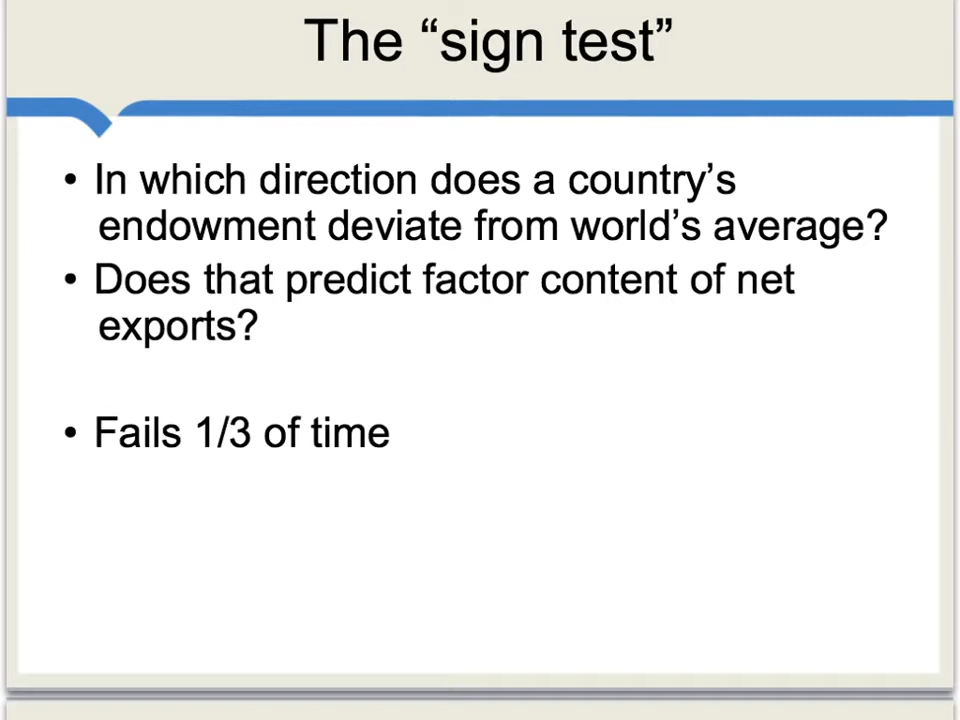 The “sign test”
• In which direction does a country’s
endowment deviate from world’s average?
• Does that predict factor content of net
exports?
• Fails 1/3 of time